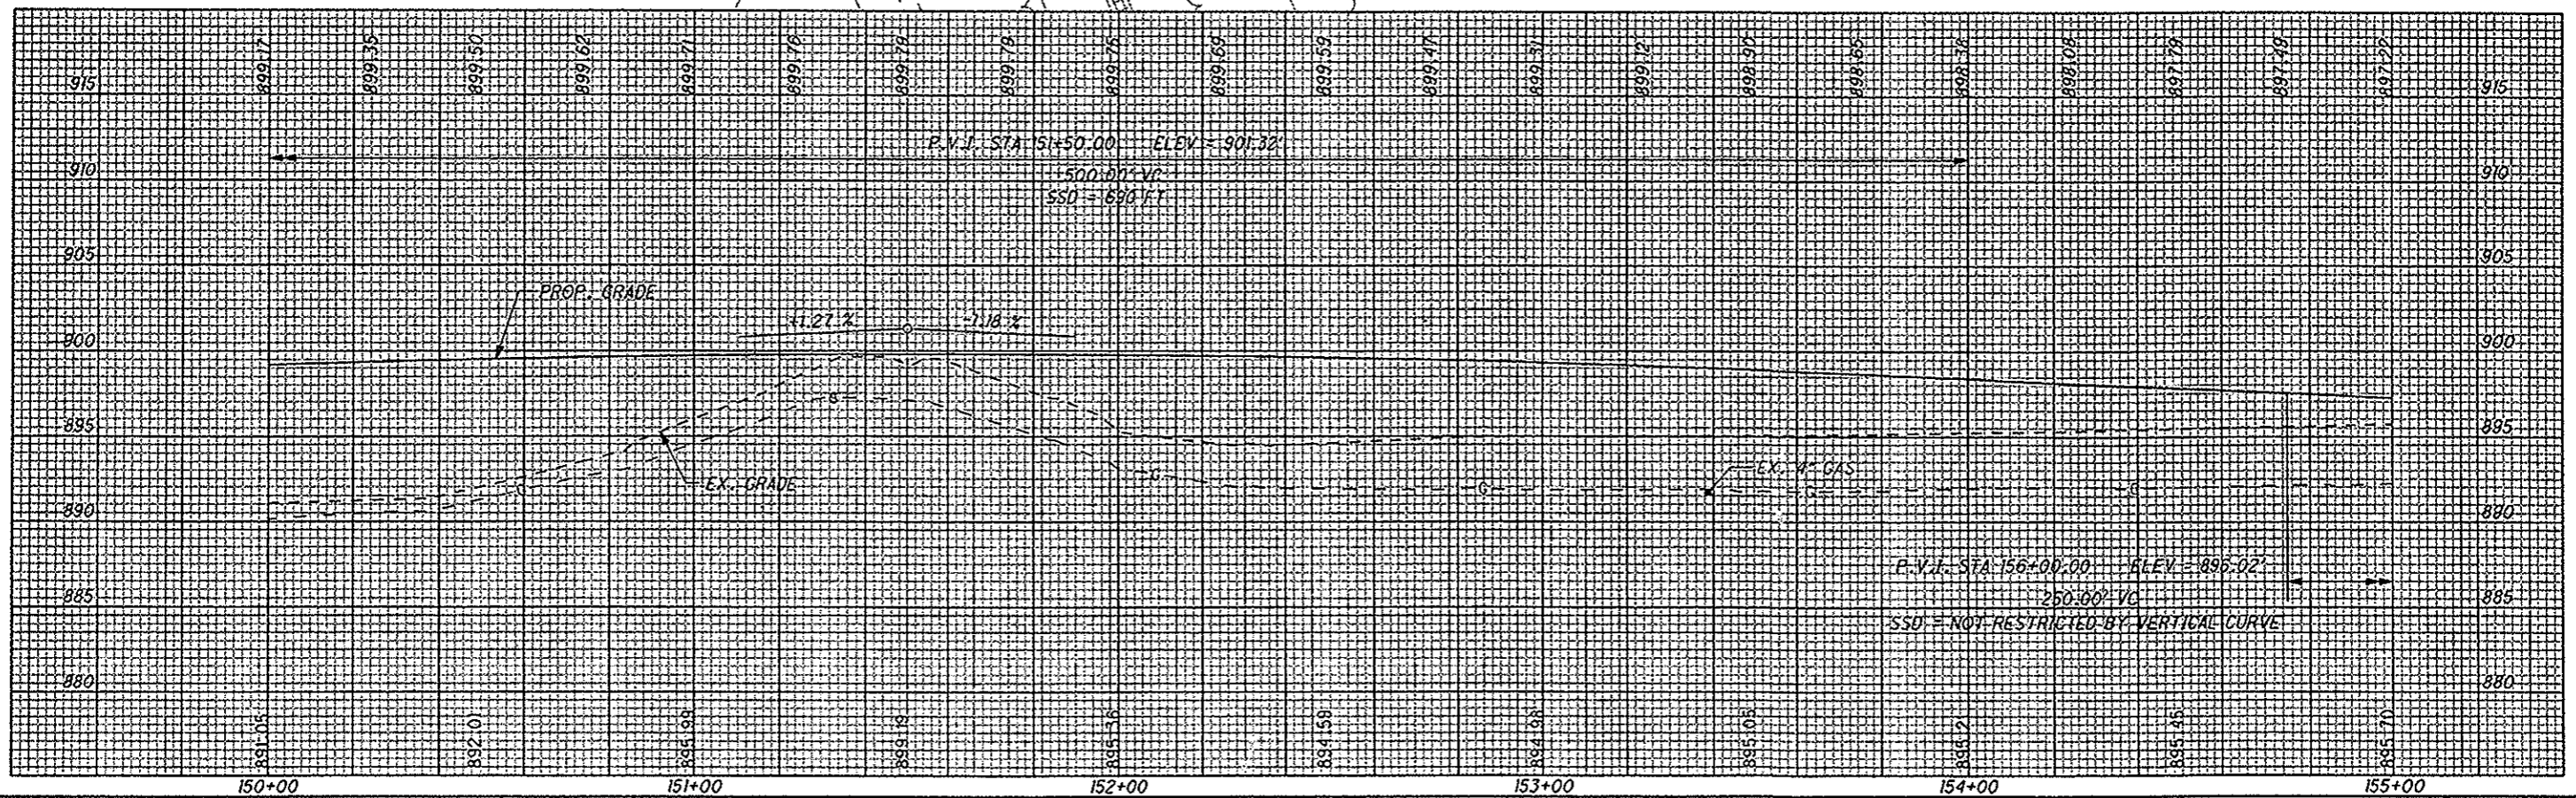 899.17 899.35 899.50 899.62 899.71 899.76 899.79 899.78 899.75 899.69 899.59 899.47 899.31 899.12 898.90 898.65 898.38 898.08 897.79 897.49 897.22
915 915
P.V.I. STA 151+50.00 ELEV = 901.32'
910 910
500.00' VC
SSD = 690 FT
905 905
PROP. GRADE
+1.27 % -1.18 %
900 900
895 895
EX. 4" GAS
EX. GRADE
G G G G G
890 890
P.V.I. STA 156+00.00 ELEV = 896.02'
885 885
250.00' VC
SSD = NOT RESTRICTED BY VERTICAL CURVE
880 880
891.05 892.01 895.99 899.19 895.36 894.59 894.98 895.05 895.21 895.45 895.70
150+00 151+00 152+00 153+00 154+00 155+00